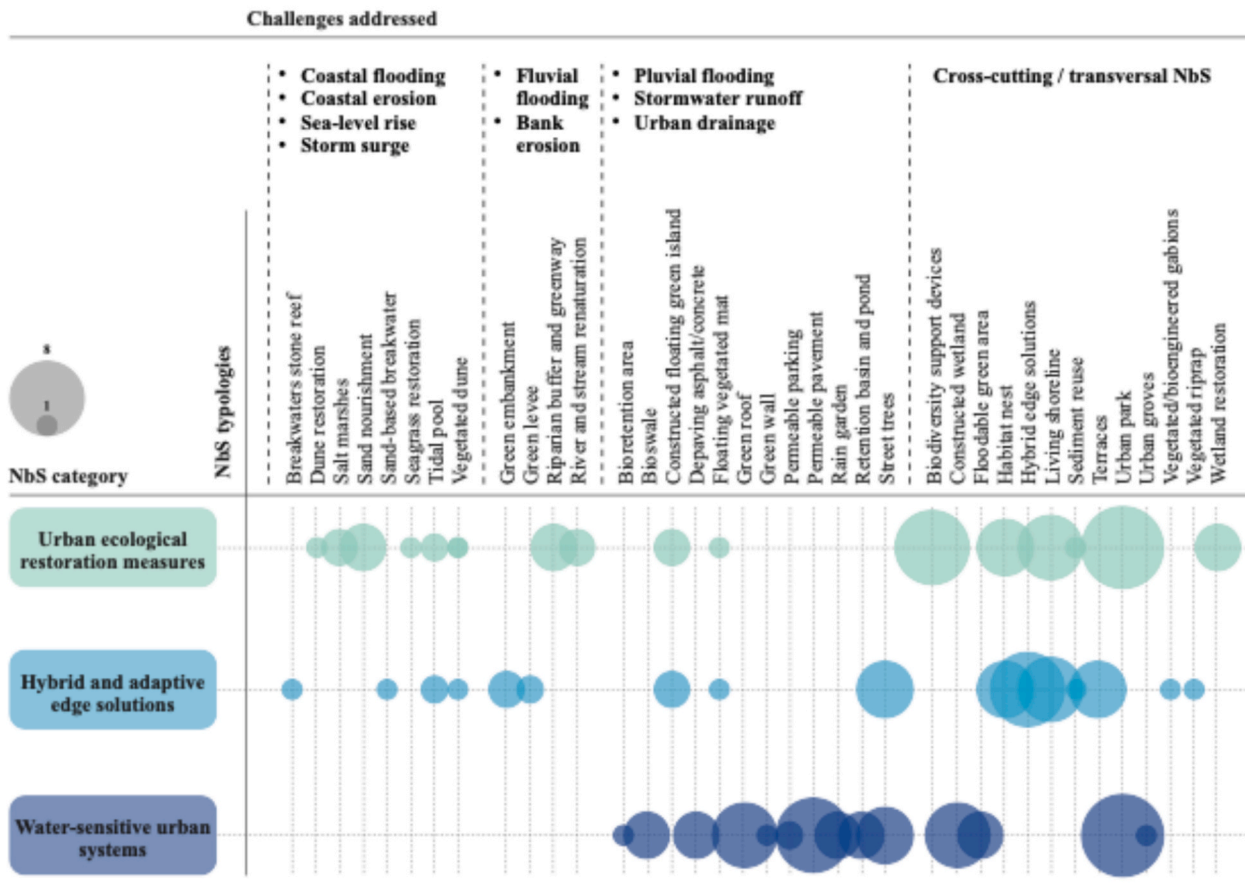 Challenges addressed
• Coastal flooding
• Coastal erosion
• Sea-level rise
• Storm surge
• Fluvial
flooding
• Bank
erosion
• Pluvial flooding
• Stormwater runoff
• Urban drainage
Cross-cutting / transversal NbS
8
1
NbS category
NbS typologies
Breakwaters stone reef
Dune restoration
Salt marshes
Sand nourishment
Sand-based breakwater
Seagrass restoration
Tidal pool
Vegetated dune
Green embankment
Green levee
Riparian buffer and greenway
River and stream renaturation
Bioretention area
Bioswale
Constructed floating green island
Depaving asphalt/concrete
Floating vegetated mat
Green roof
Green wall
Permeable parking
Permeable pavement
Rain garden
Retention basin and pond
Street trees
Biodiversity support devices
Constructed wetland
Floodable green area
Habitat nest
Hybrid edge solutions
Living shoreline
Sediment reuse
Terraces
Urban park
Urban groves
Vegetated/bioengineered gabions
Vegetated riprap
Wetland restoration
Urban ecological
restoration measures
Hybrid and adaptive
edge solutions
Water-sensitive urban
systems